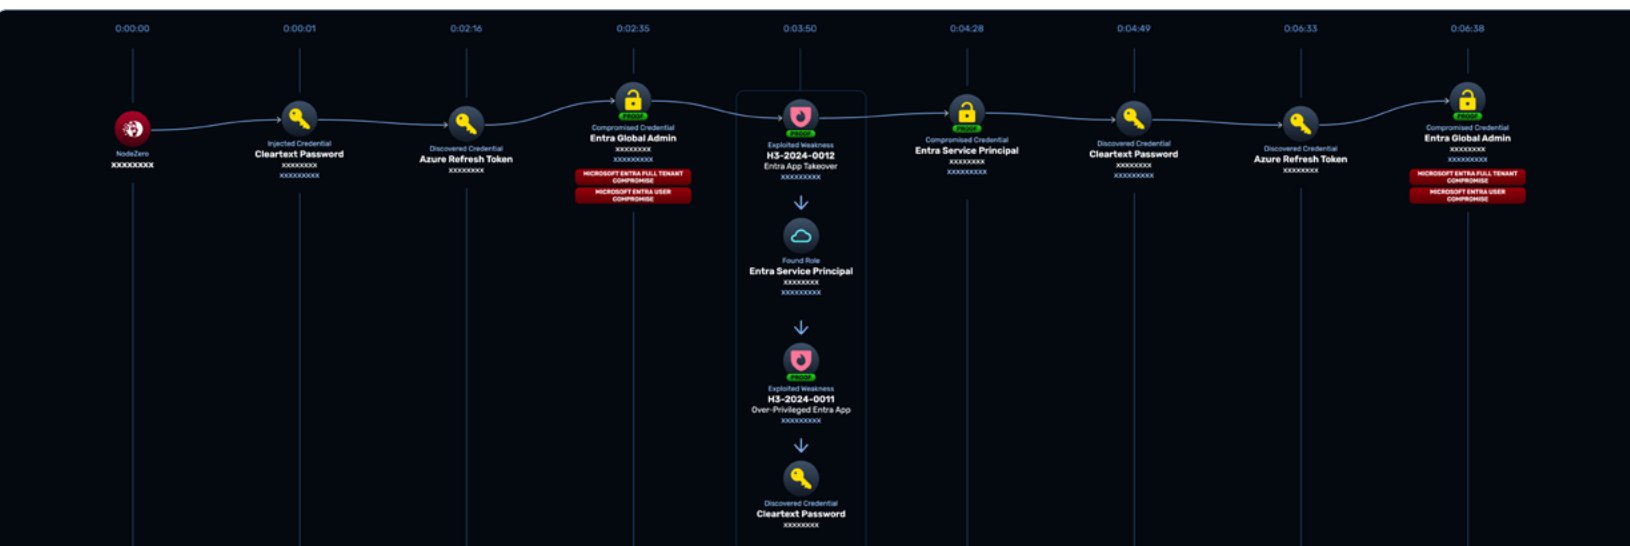 0:00:00
0:00:01
0:02:16
0:02:35
0:03:50
0:04:28
0:04:49
0:06:33
0:06:38
NodeZero
xxxxxxxx
Injected Credential
Cleartext Password
xxxxxxxx
xxxxxxxxx
Discovered Credential
Azure Refresh Token
xxxxxxxx
PROOF
Compromised Credential
Entra Global Admin
xxxxxxxx
xxxxxxxxx
MICROSOFT ENTRA FULL TENANT
COMPROMISE
MICROSOFT ENTRA USER
COMPROMISE
PROOF
Exploited Weakness
H3-2024-0012
Entra App Takeover
xxxxxxxxx
Found Role
Entra Service Principal
xxxxxxxx
xxxxxxxxx
PROOF
Exploited Weakness
H3-2024-0011
Over-Privileged Entra App
xxxxxxxxx
Discovered Credential
Cleartext Password
xxxxxxxx
PROOF
Compromised Credential
Entra Service Principal
xxxxxxxx
xxxxxxxxx
Discovered Credential
Cleartext Password
xxxxxxxx
xxxxxxxxx
Discovered Credential
Azure Refresh Token
xxxxxxxx
PROOF
Compromised Credential
Entra Global Admin
xxxxxxxx
xxxxxxxxx
MICROSOFT ENTRA FULL TENANT
COMPROMISE
MICROSOFT ENTRA USER
COMPROMISE